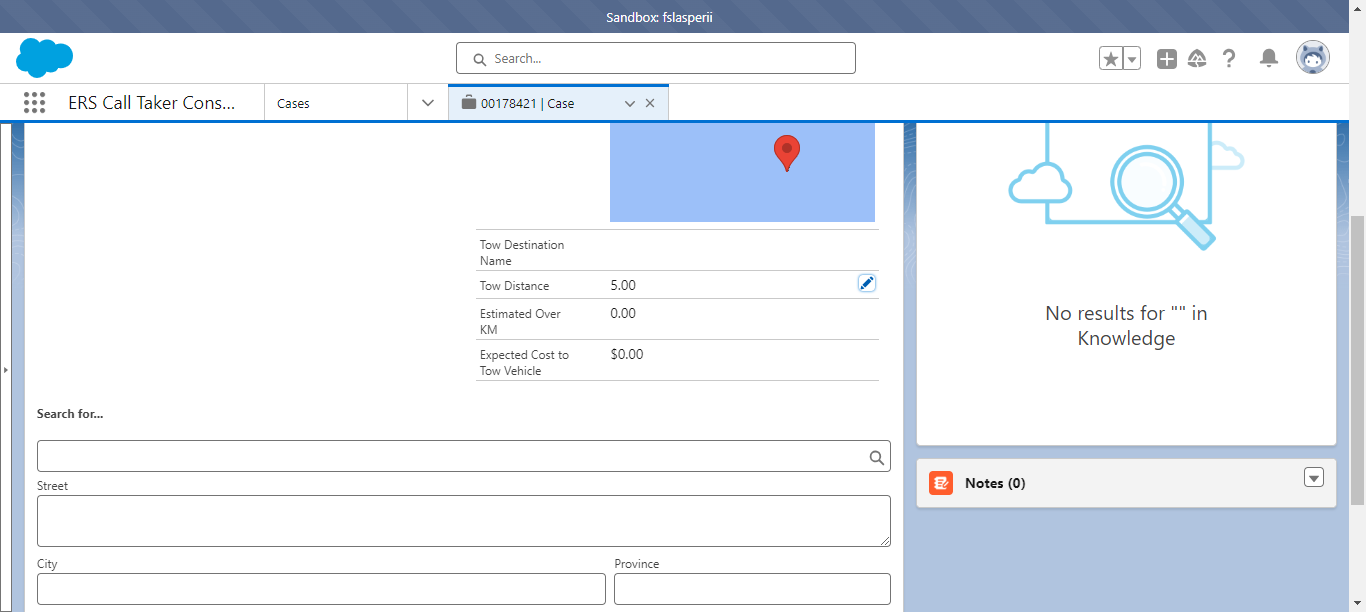 Sandbox: fslasperii
Search...
ERS Call Taker Cons...
Cases
00178421 | Case
Tow Destination
Name
Tow Distance
5.00
Estimated Over
KM
0.00
Expected Cost to
Tow Vehicle
$0.00
No results for "" in
Knowledge
Search for...
Notes (0)
Street
City
Province